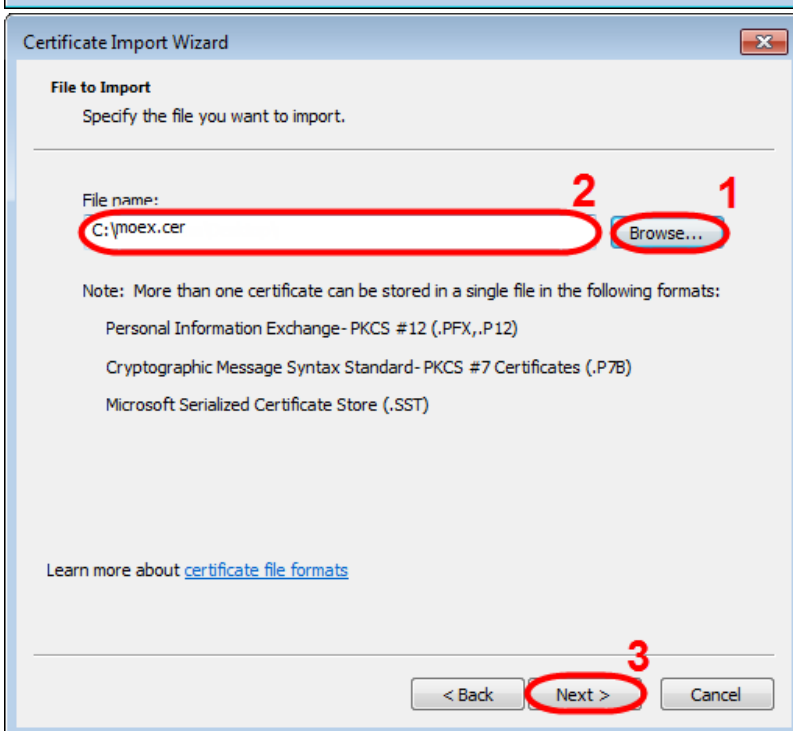 Certificate Import Wizard
File to Import
Specify the file you want to import.
2 1
File name:
C:\moex.cer Browse...
Note: More than one certificate can be stored in a single file in the following formats:
Personal Information Exchange- PKCS #12 (.PFX,.P12)
Cryptographic Message Syntax Standard- PKCS #7 Certificates (.P7B)
Microsoft Serialized Certificate Store (.SST)
Learn more about certificate file formats
3
< Back Next > Cancel